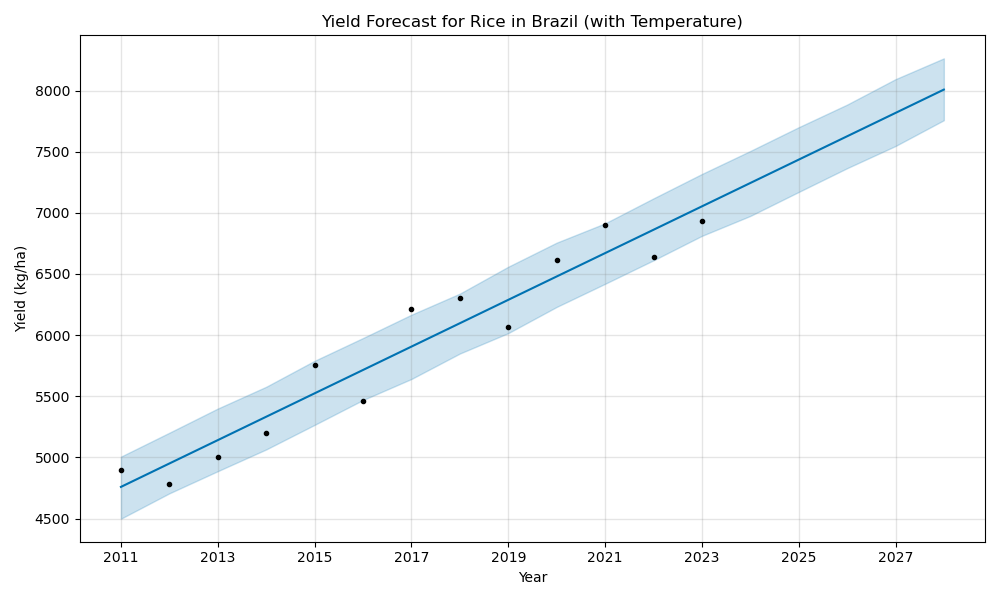 Yield Forecast for Rice in Brazil (with Temperature)
Yield (kg/ha)
8000
7500
7000
6500
6000
5500
5000
4500
2011 2013 2015 2017 2019 2021 2023 2025 2027
Year